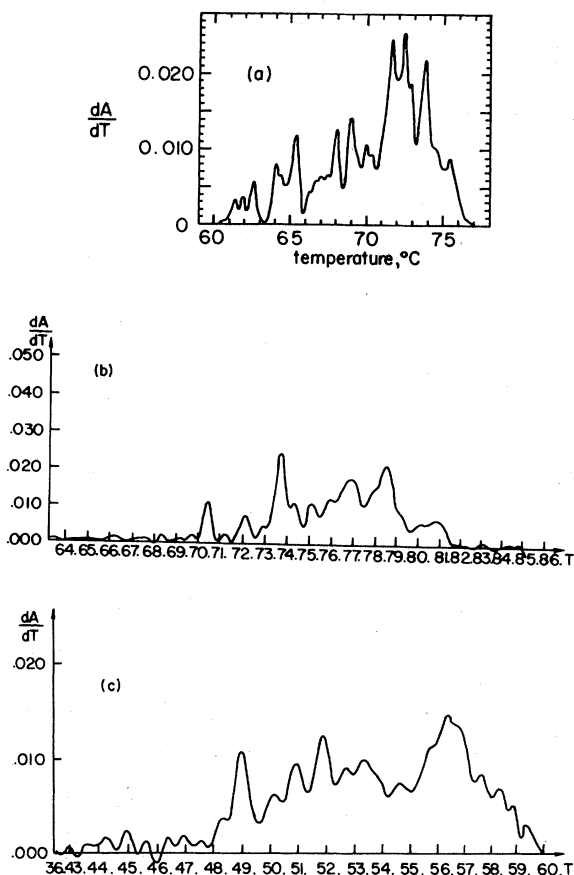 (a)
dA
dT
0.020
0.010
0
60 65 70 75
temperature,°C
dA
dT
(b)
.050
.040
.030
.020
.010
.000
64.65.66.67.68.69.70.71.72.73.74.75.76.77.78.79.80.81.82.83.84.85.86.T
dA
dT
(c)
.020
.010
.000
36.43.44.45.46.47.48.49.50.51.52.53.54.55.56.57.58.59.60.T